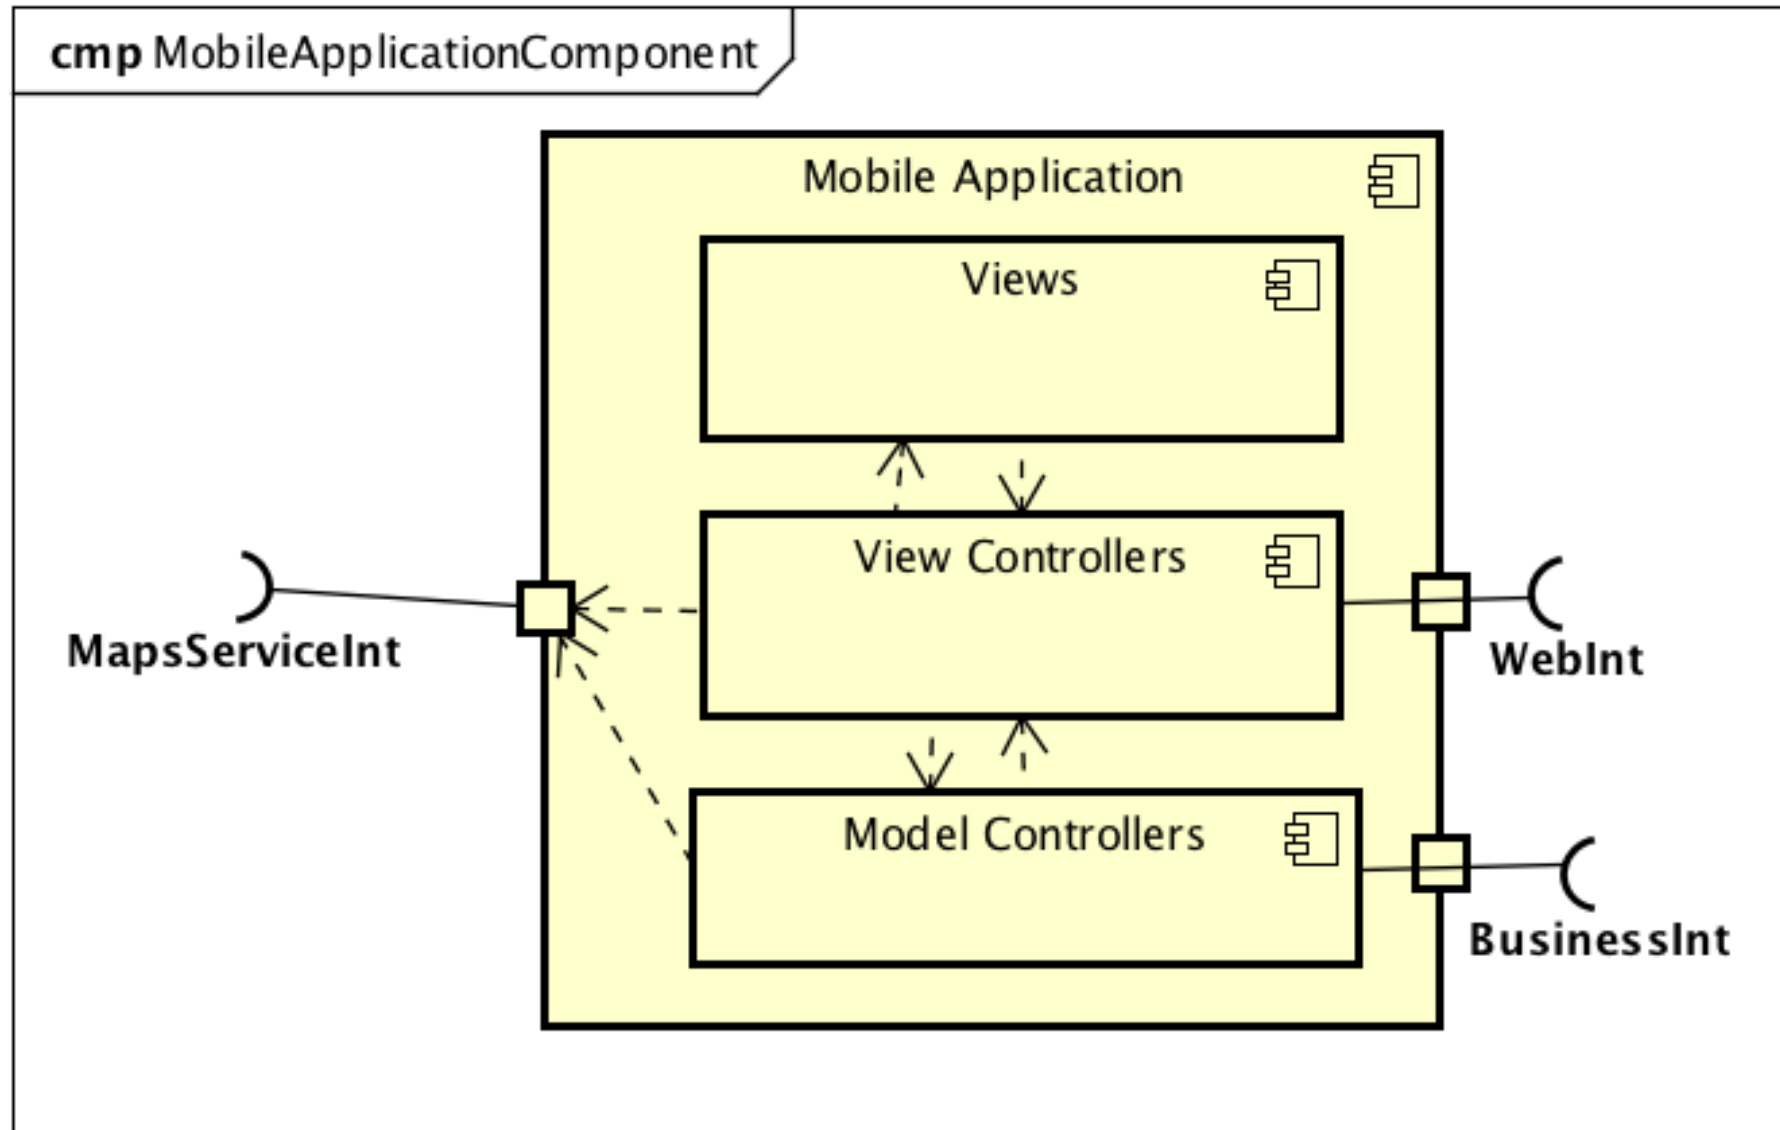 cmp MobileApplicationComponent
Mobile Application
Views
View Controllers
MapsServiceInt
WebInt
Model Controllers
BusinessInt